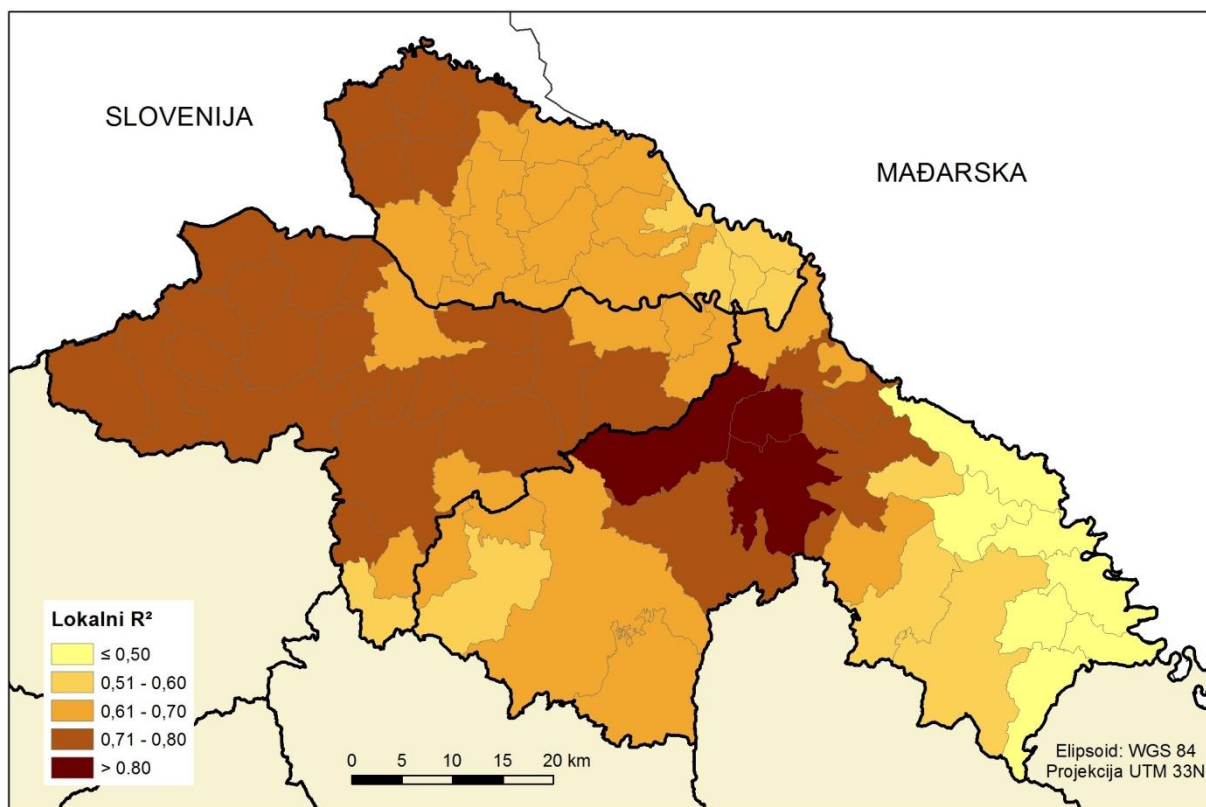 SLOVENIJA
MAĐARSKA
Lokalni R²
≤ 0,50
0,51 - 0,60
0,61 - 0,70
0,71 - 0,80
> 0.80
0 5 10 15 20 km
Elipsoid: WGS 84
Projekcija UTM 33N